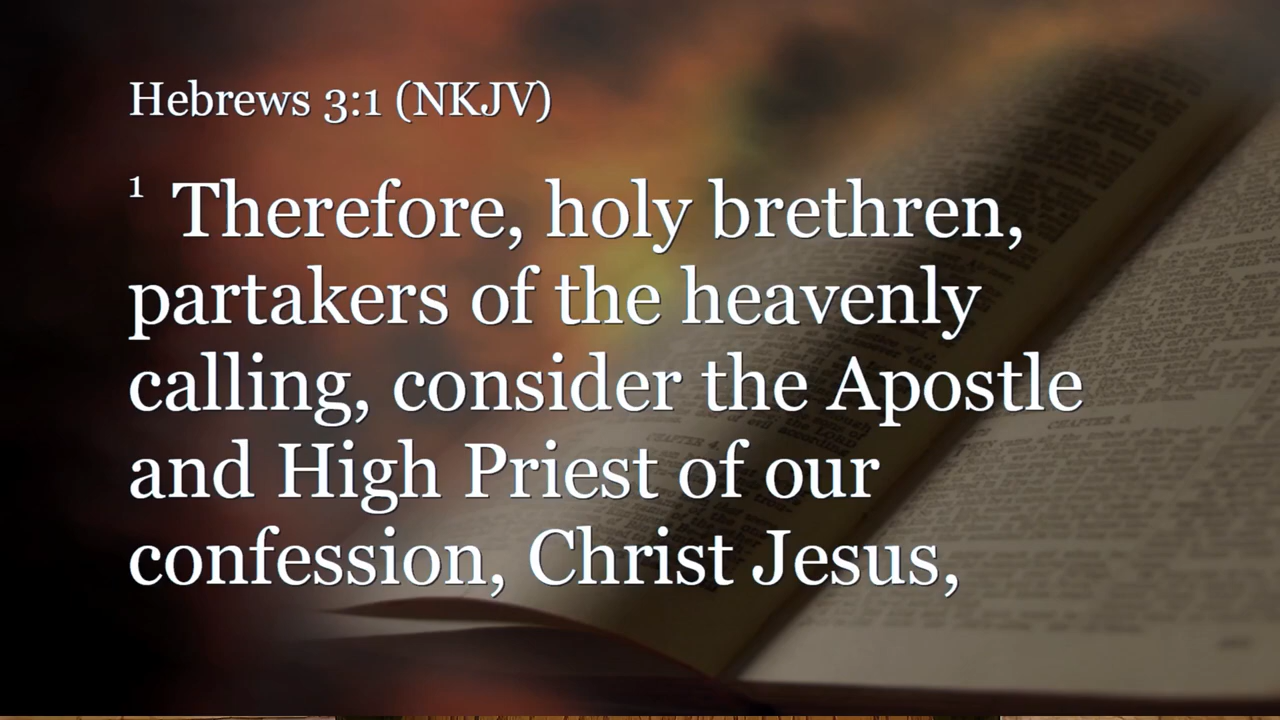 Hebrews 3:1 (NKJV)
1 Therefore, holy brethren,
partakers of the heavenly
calling, consider the Apostle
and High Priest of our
confession, Christ Jesus,